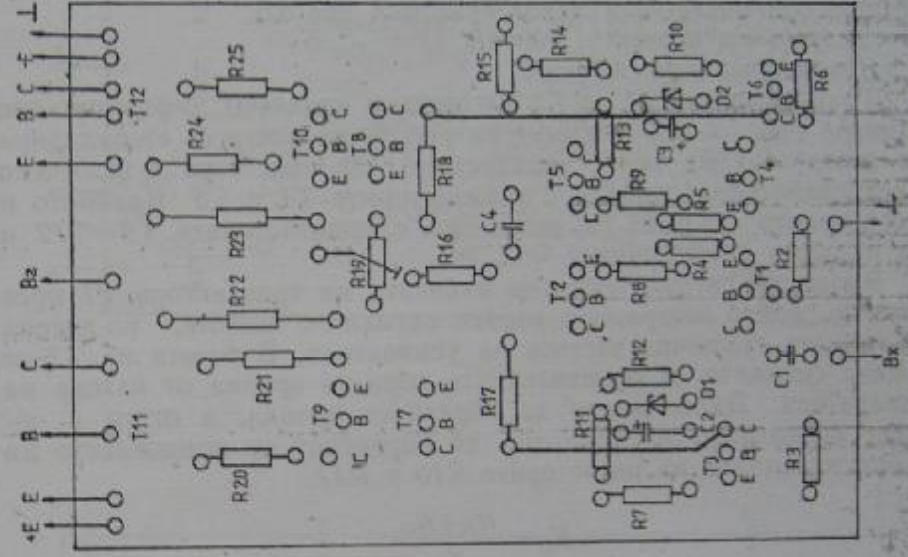 ⊥
+
C
B
T12
E
Bz
C
B
T11
E
+E
R25
R24
R23
R22
R21
R20
T10
C
B
E
T8
C
B
E
R19
T9
E
B
C
T7
E
B
C
R18
R16
R17
R15
R14
R10
D2
C3
+
T6
E
B
C
R6
R13
T5
C
B
E
R9
R5
C
B
E
T4
C4
R4
R8
T2
E
B
C
E
B
C
T1
R2
⊥
R12
D1
C2
+
R11
R7
T3
C
B
E
R3
C1
Bx